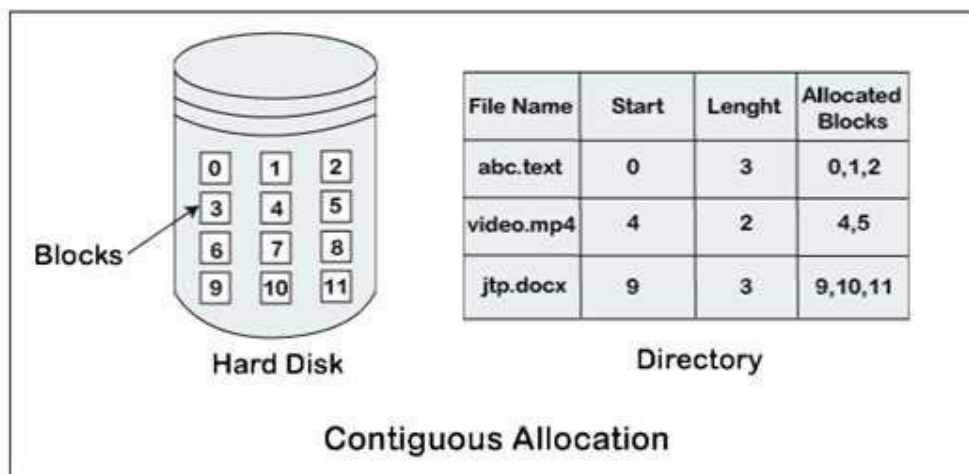 0 1 2
3 4 5
6 7 8
9 10 11
Blocks
Hard Disk
File Name Start Lenght Allocated Blocks
abc.text 0 3 0,1,2
video.mp4 4 2 4,5
jtp.docx 9 3 9,10,11
Directory
Contiguous Allocation